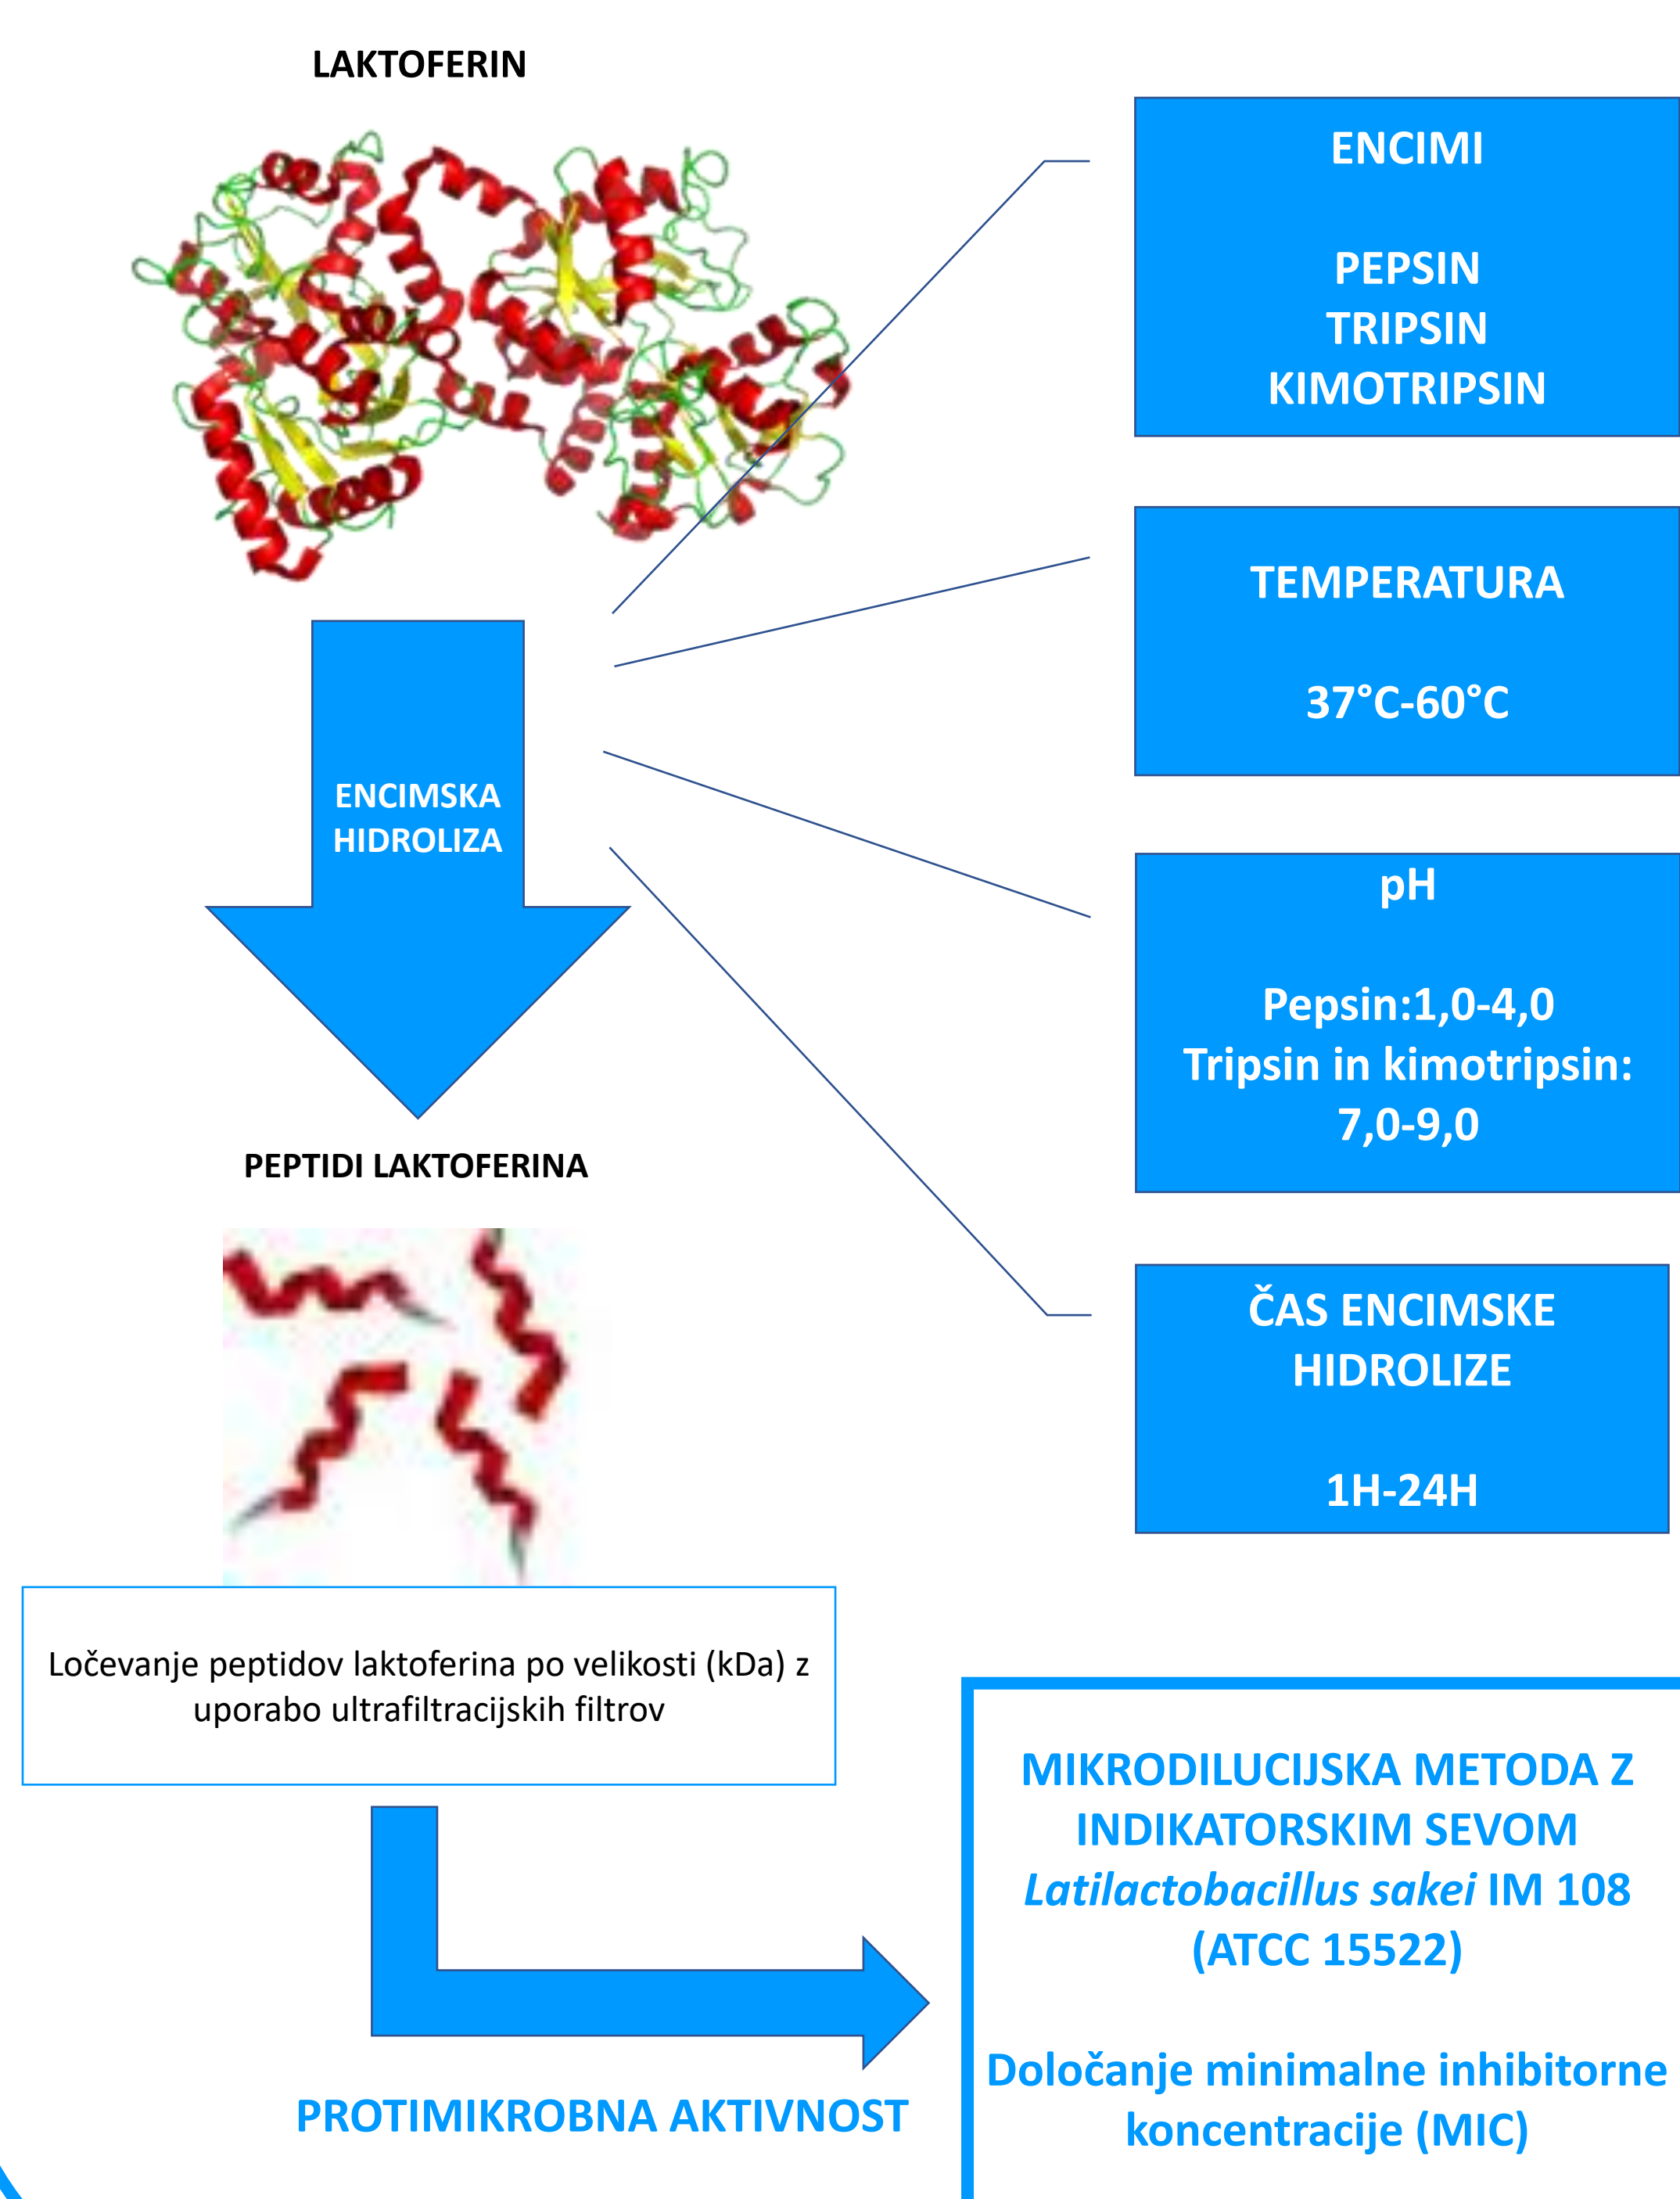 LAKTOFERIN
ENCIMI
PEPSIN
TRIPSIN
KIMOTRIPSIN
TEMPERATURA
37°C-60°C
ENCIMSKA
HIDROLIZA
pH
Pepsin:1,0-4,0
Tripsin in kimotripsin:
7,0-9,0
PEPTIDI LAKTOFERINA
ČAS ENCIMSKE
HIDROLIZE
1H-24H
Ločevanje peptidov laktoferina po velikosti (kDa) z
uporabo ultrafiltracijskih filtrov
MIKRODILUCIJSKA METODA Z
INDIKATORSKIM SEVOM
Latilactobacillus sakei IM 108
(ATCC 15522)
Določanje minimalne inhibitorne
koncentracije (MIC)
PROTIMIKROBNA AKTIVNOST